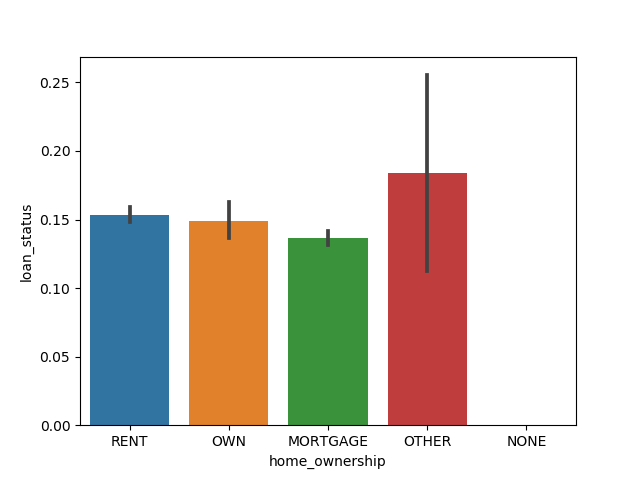 0.25
0.20
0.15
0.10
0.05
0.00
loan_status
RENT OWN MORTGAGE OTHER NONE
home_ownership